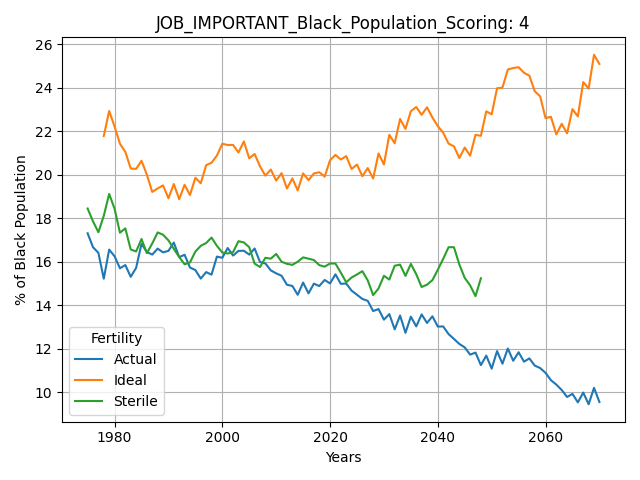 JOB_IMPORTANT_Black_Population_Scoring: 4
26
24
22
20
18
16
14
12
10
% of Black Population
Fertility
Actual
Ideal
Sterile
1980 2000 2020 2040 2060
Years